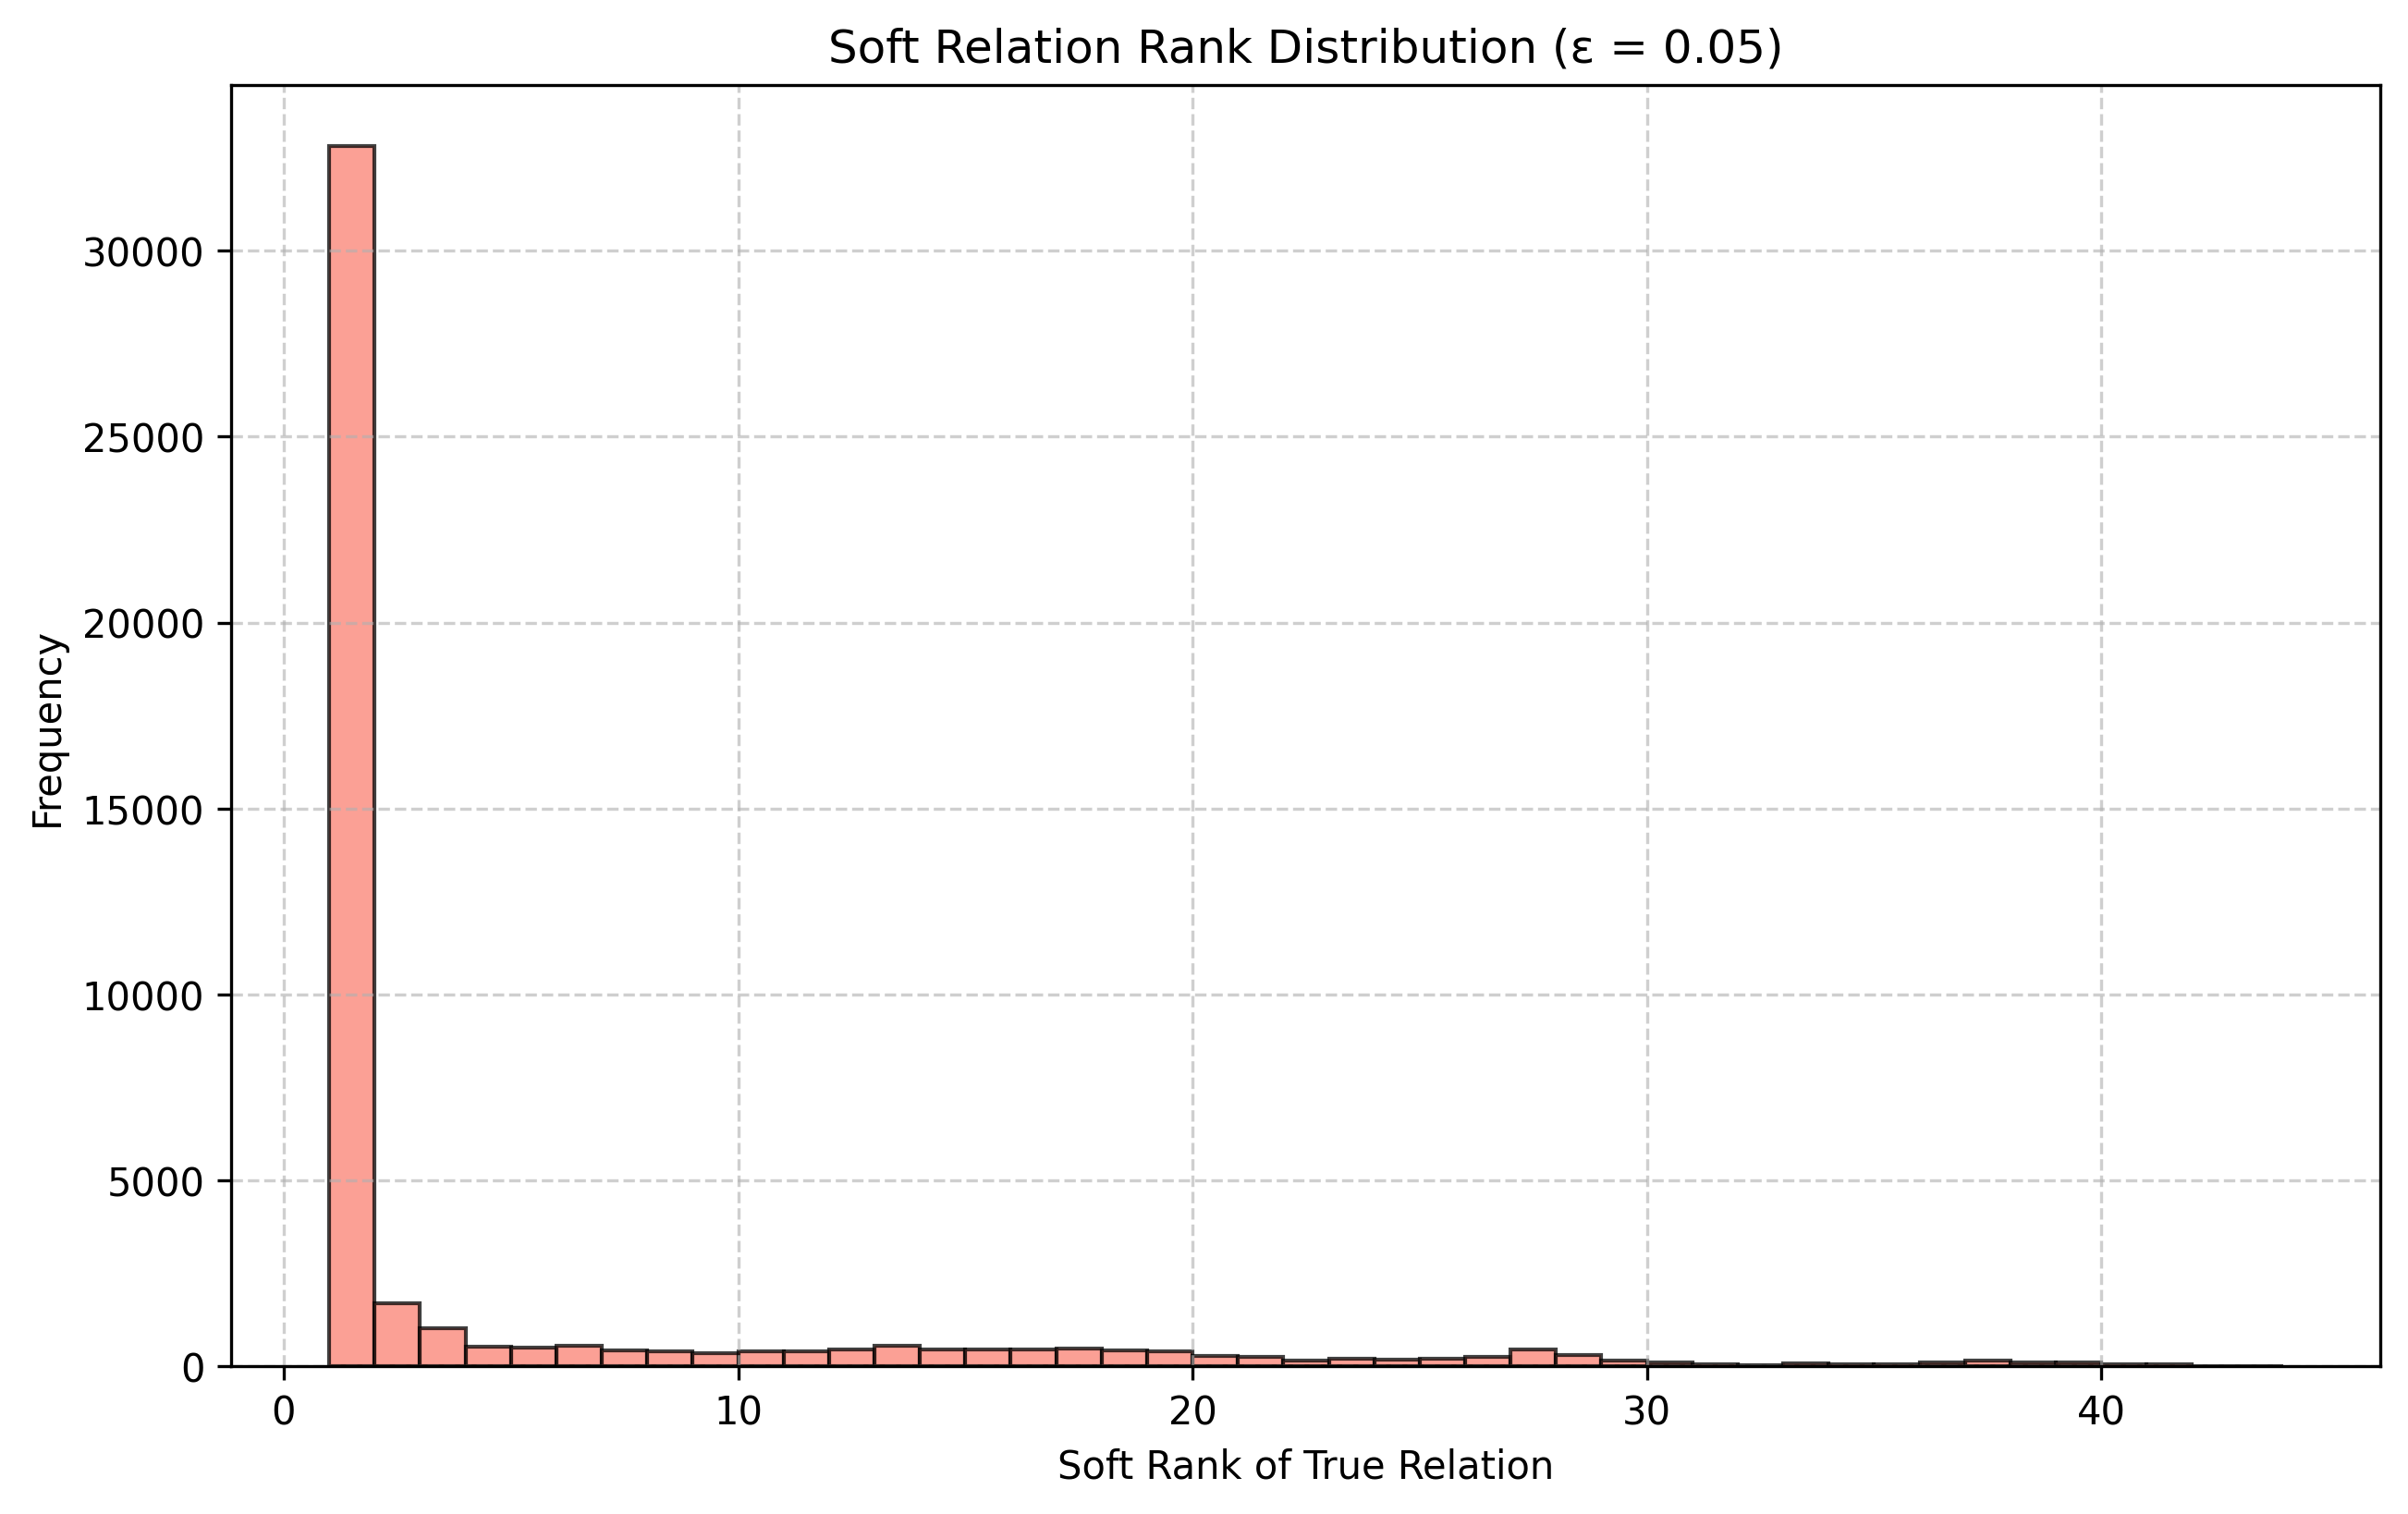 Soft Relation Rank Distribution (ε = 0.05)
Frequency
30000
25000
20000
15000
10000
5000
0
0 10 20 30 40
Soft Rank of True Relation